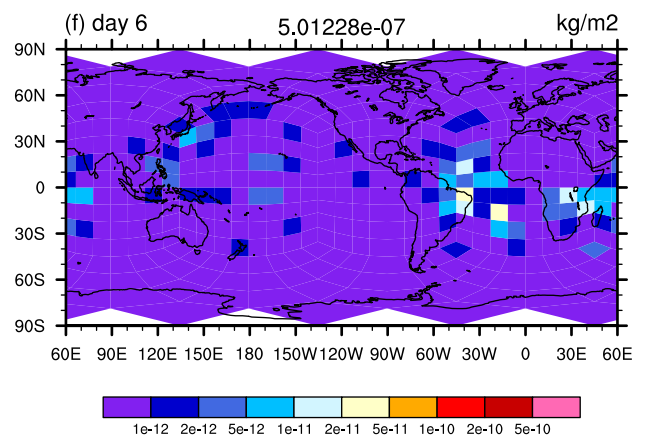 (f) day 6 5.01228e-07 kg/m2
90N
60N
30N
0
30S
60S
90S
60E 90E 120E 150E 180 150W 120W 90W 60W 30W 0 30E 60E
1e-12 2e-12 5e-12 1e-11 2e-11 5e-11 1e-10 2e-10 5e-10